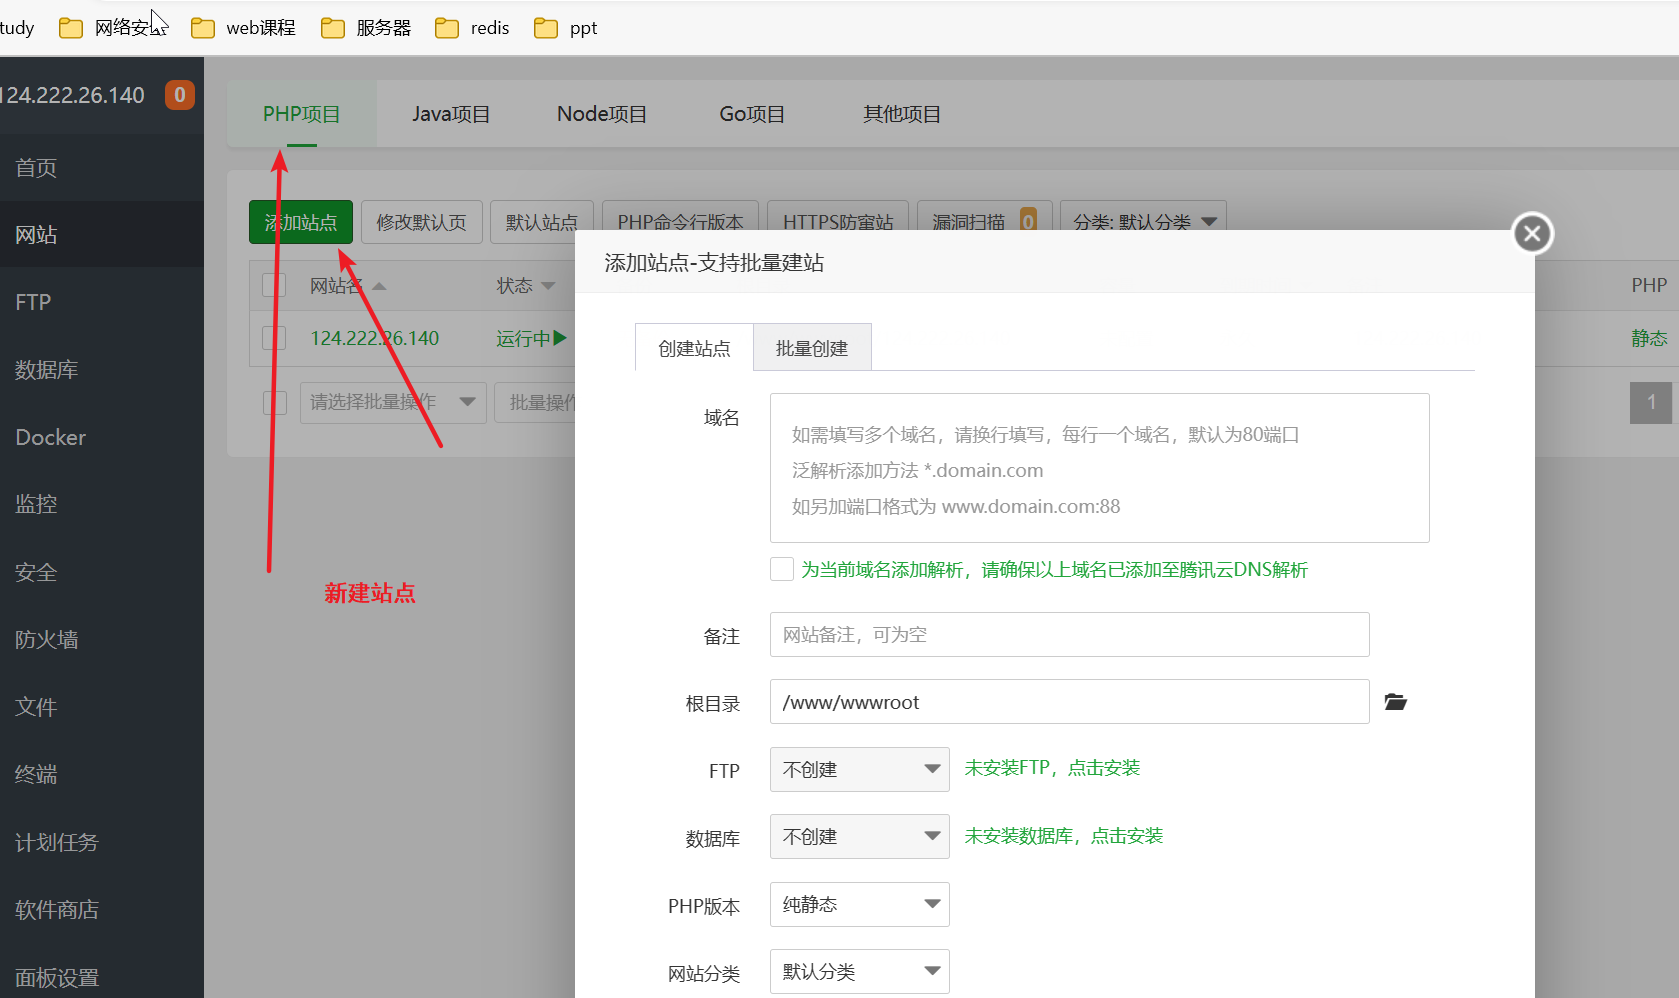 tudy 网络安全 web课程 服务器 redis ppt
124.222.26.140 0
PHP项目 Java项目 Node项目 Go项目 其他项目
首页
添加站点 修改默认页 默认站点 PHP命令行版本 HTTPS防窜站 漏洞扫描 0 分类: 默认分类
网站
添加站点-支持批量建站
网站名 状态 PHP
FTP
124.222.26.140 运行中 静态
创建站点 批量创建
数据库
请选择批量操作 批量操作 1
域名
如需填写多个域名，请换行填写，每行一个域名，默认为80端口
泛解析添加方法 *.domain.com
如另加端口格式为 www.domain.com:88
Docker
监控
为当前域名添加解析，请确保以上域名已添加至腾讯云DNS解析
安全
新建站点
备注 网站备注，可为空
防火墙
根目录 /www/wwwroot
文件
FTP 不创建 未安装FTP，点击安装
终端
数据库 不创建 未安装数据库，点击安装
计划任务
PHP版本 纯静态
软件商店
网站分类 默认分类
面板设置